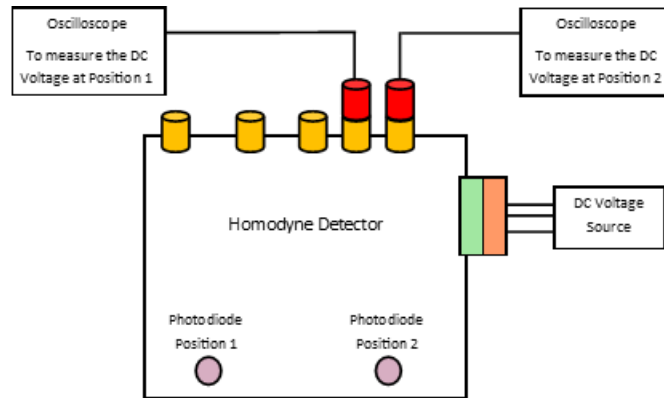 Oscilloscope
To measure the DC
Voltage at Position 1
Oscilloscope
To measure the DC
Voltage at Position 2
Homodyne Detector
DC Voltage
Source
Photodiode
Position 1
Photodiode
Position 2